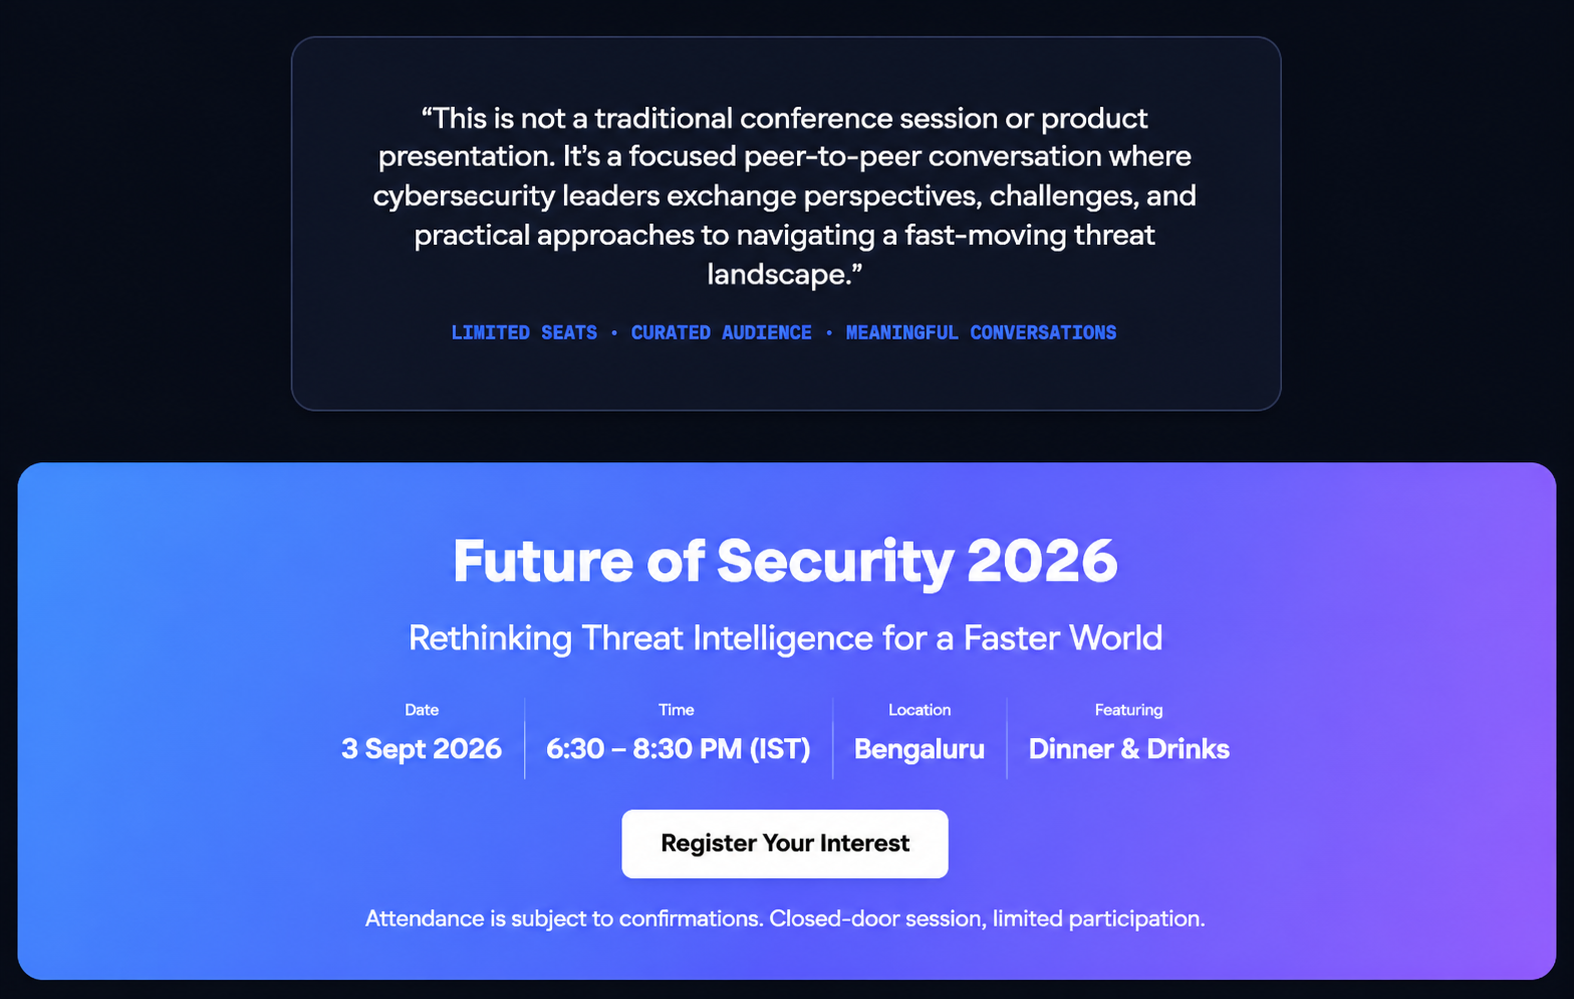 “This is not a traditional conference session or product
presentation. It’s a focused peer-to-peer conversation where
cybersecurity leaders exchange perspectives, challenges, and
practical approaches to navigating a fast-moving threat
landscape.”
LIMITED SEATS • CURATED AUDIENCE • MEANINGFUL CONVERSATIONS
Future of Security 2026
Rethinking Threat Intelligence for a Faster World
Date
3 Sept 2026
Time
6:30 – 8:30 PM (IST)
Location
Bengaluru
Featuring
Dinner & Drinks
Register Your Interest
Attendance is subject to confirmations. Closed-door session, limited participation.